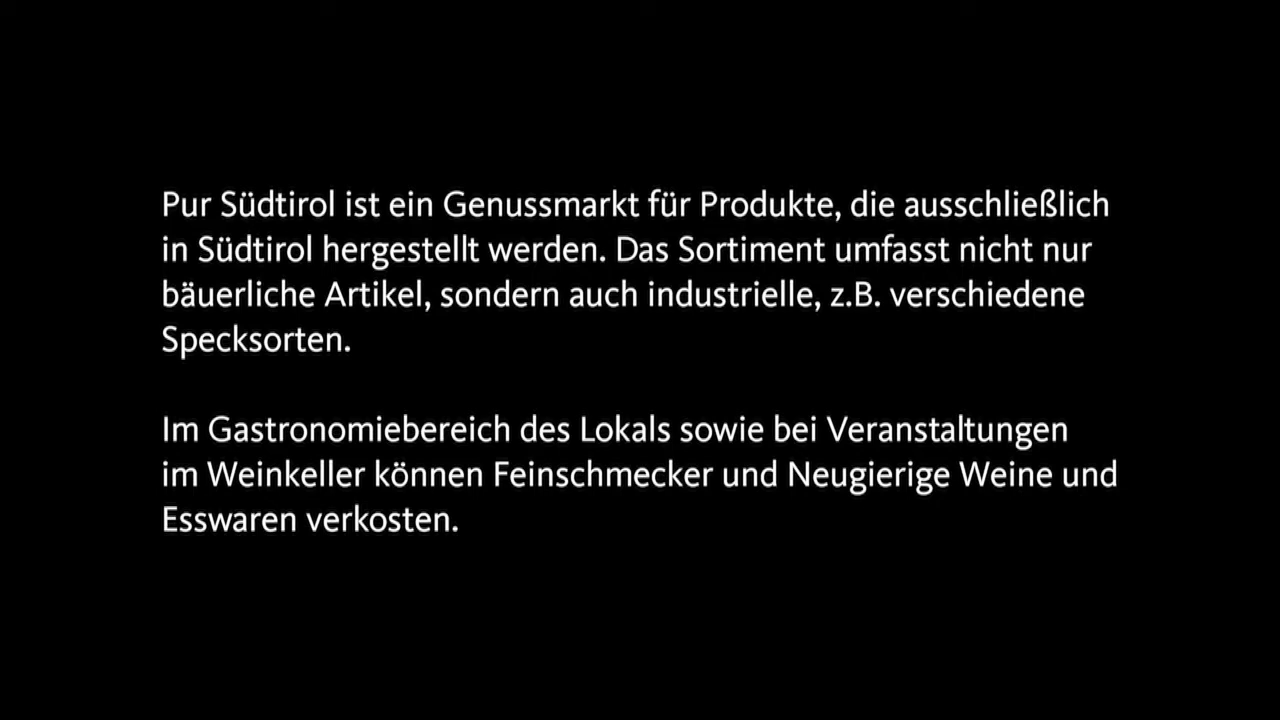 Pur Südtirol ist ein Genussmarkt für Produkte, die ausschließlich
in Südtirol hergestellt werden. Das Sortiment umfasst nicht nur
bäuerliche Artikel, sondern auch industrielle, z.B. verschiedene
Specksorten.
Im Gastronomiebereich des Lokals sowie bei Veranstaltungen
im Weinkeller können Feinschmecker und Neugierige Weine und
Esswaren verkosten.